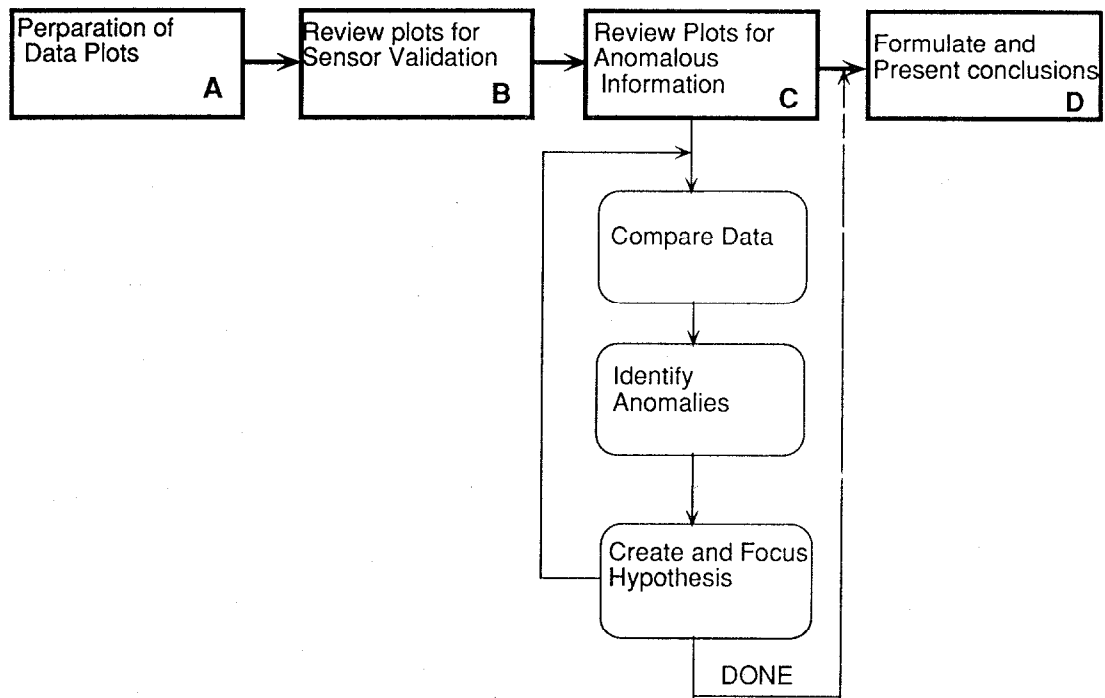 Perparation of
Data Plots
A
Review plots for
Sensor Validation
B
Review Plots for
Anomalous
Information
C
Formulate and
Present conclusions
D
Compare Data
Identify
Anomalies
Create and Focus
Hypothesis
DONE